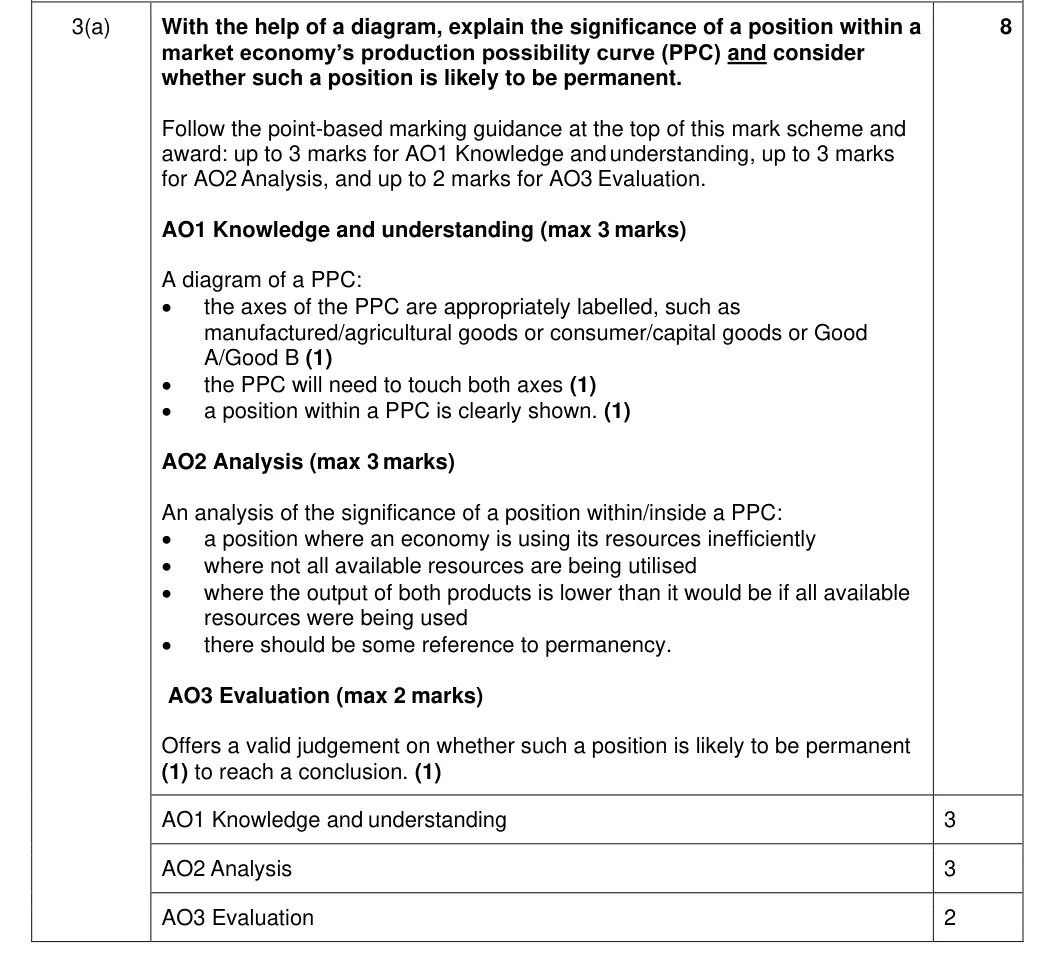 3(a) With the help of a diagram, explain the significance of a position within a 8
market economy’s production possibility curve (PPC) and consider
whether such a position is likely to be permanent.
Follow the point-based marking guidance at the top of this mark scheme and
award: up to 3 marks for AO1 Knowledge and understanding, up to 3 marks
for AO2 Analysis, and up to 2 marks for AO3 Evaluation.
AO1 Knowledge and understanding (max 3 marks)
A diagram of a PPC:
• the axes of the PPC are appropriately labelled, such as
manufactured/agricultural goods or consumer/capital goods or Good
A/Good B (1)
• the PPC will need to touch both axes (1)
• a position within a PPC is clearly shown. (1)
AO2 Analysis (max 3 marks)
An analysis of the significance of a position within/inside a PPC:
• a position where an economy is using its resources inefficiently
• where not all available resources are being utilised
• where the output of both products is lower than it would be if all available
resources were being used
• there should be some reference to permanency.
AO3 Evaluation (max 2 marks)
Offers a valid judgement on whether such a position is likely to be permanent
(1) to reach a conclusion. (1)
AO1 Knowledge and understanding 3
AO2 Analysis 3
AO3 Evaluation 2